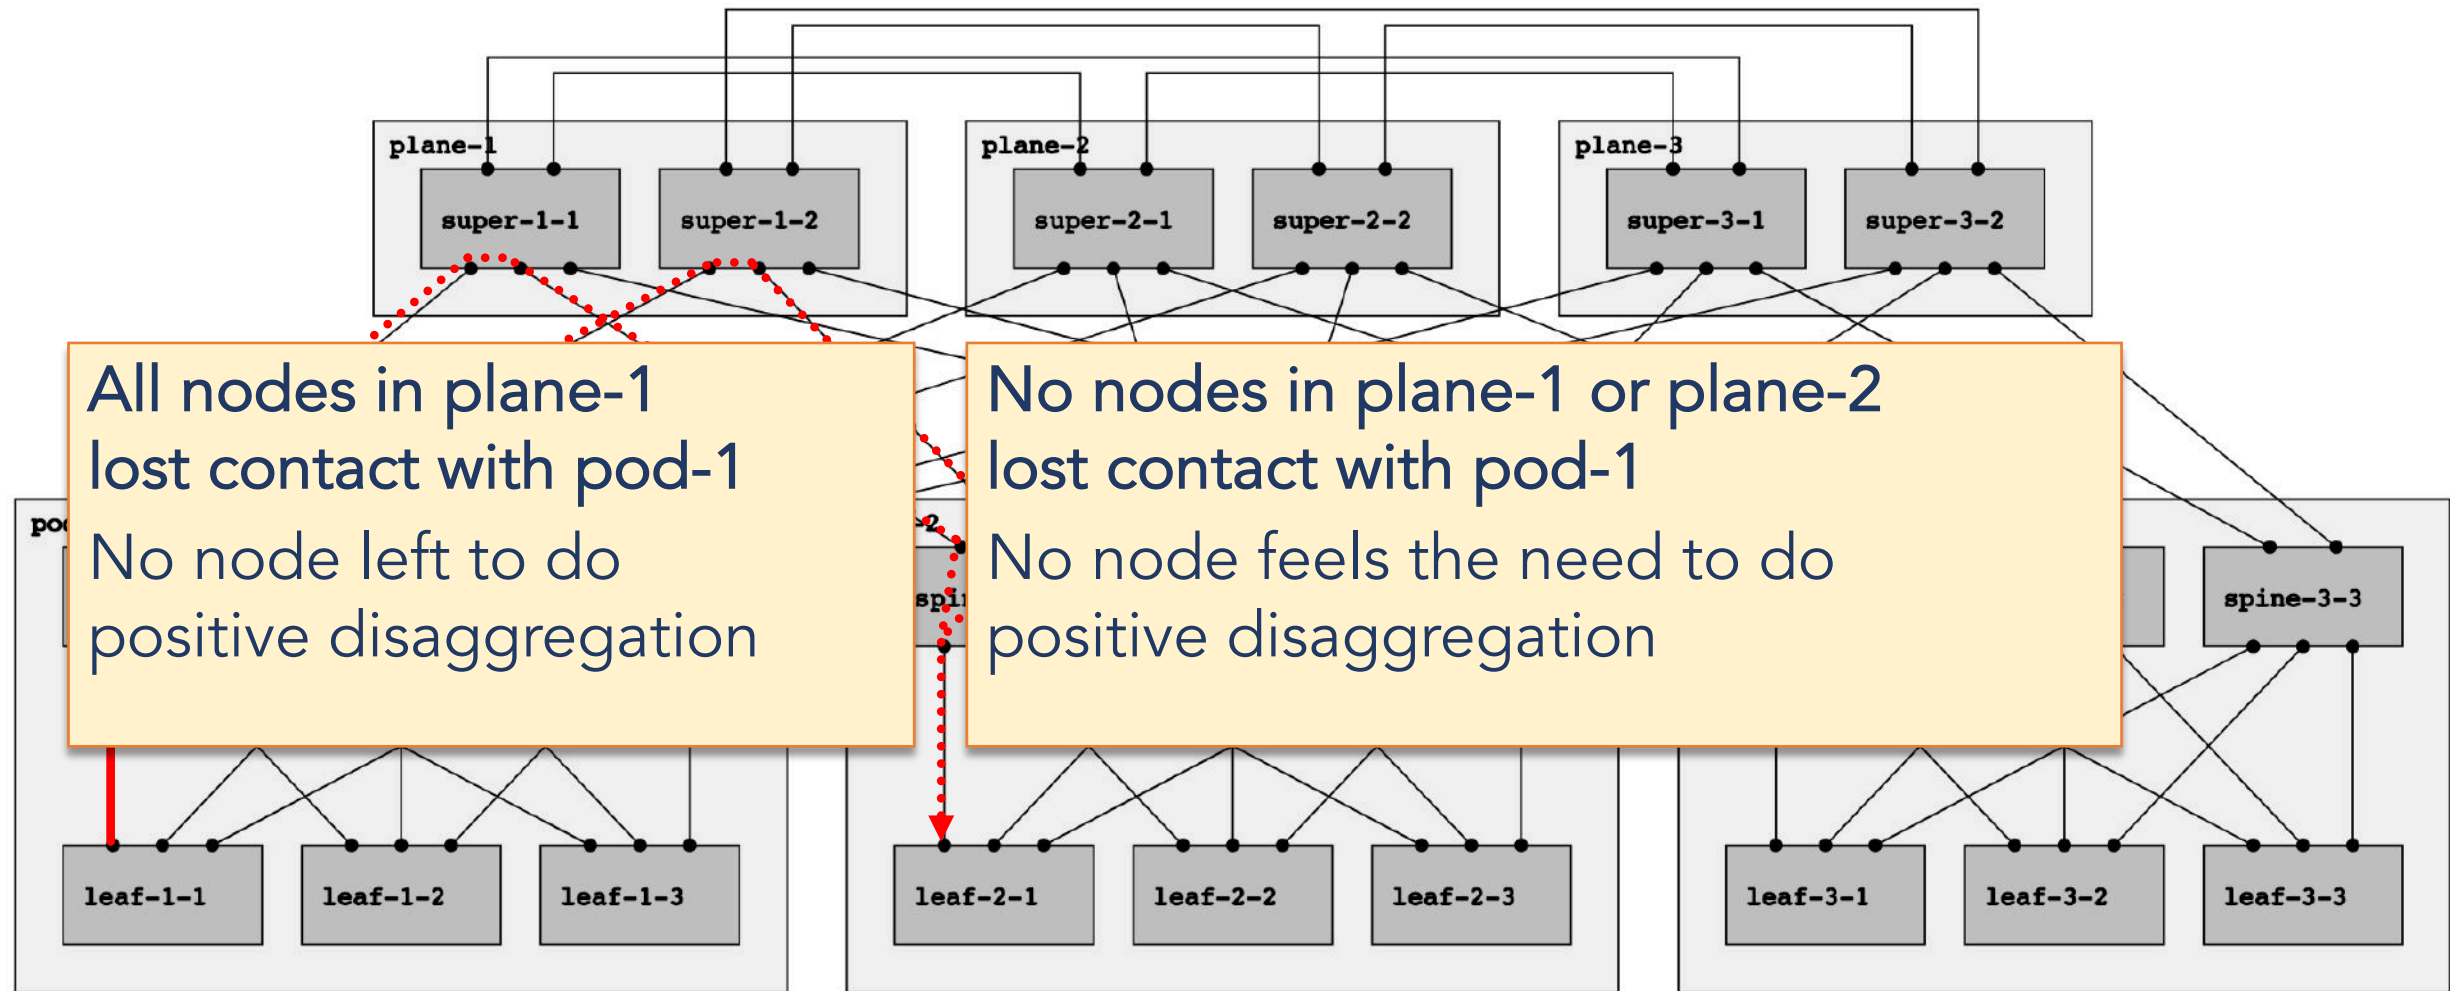 plane-1
plane-2
plane-3
super-1-1
super-1-2
super-2-1
super-2-2
super-3-1
super-3-2
All nodes in plane-1
lost contact with pod-1
No node left to do
positive disaggregation
No nodes in plane-1 or plane-2
lost contact with pod-1
No node feels the need to do
positive disaggregation
spine-3-3
leaf-1-1
leaf-1-2
leaf-1-3
leaf-2-1
leaf-2-2
leaf-2-3
leaf-3-1
leaf-3-2
leaf-3-3